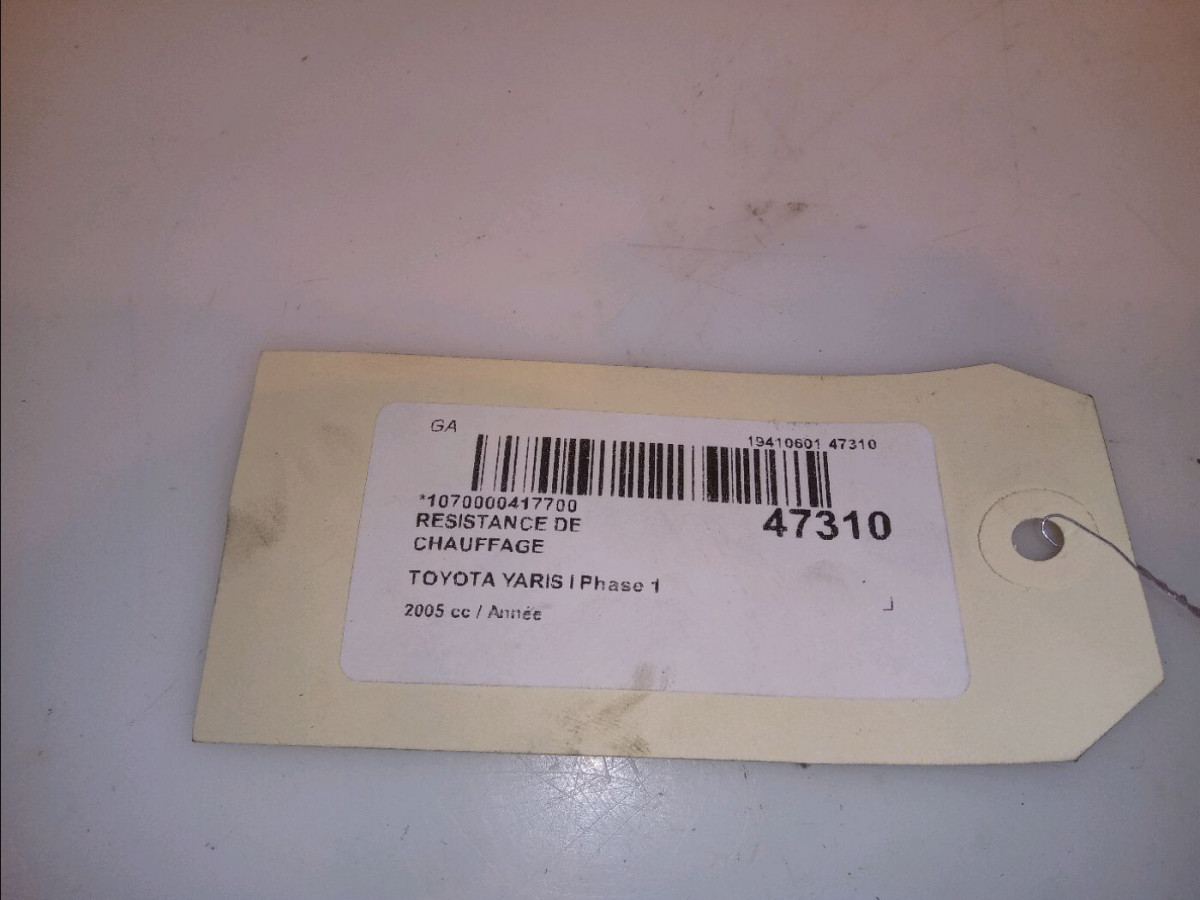 GA
19410601 47310
*1070000417700
47310
RESISTANCE DE
CHAUFFAGE
TOYOTA YARIS I Phase 1
2005 cc / Année